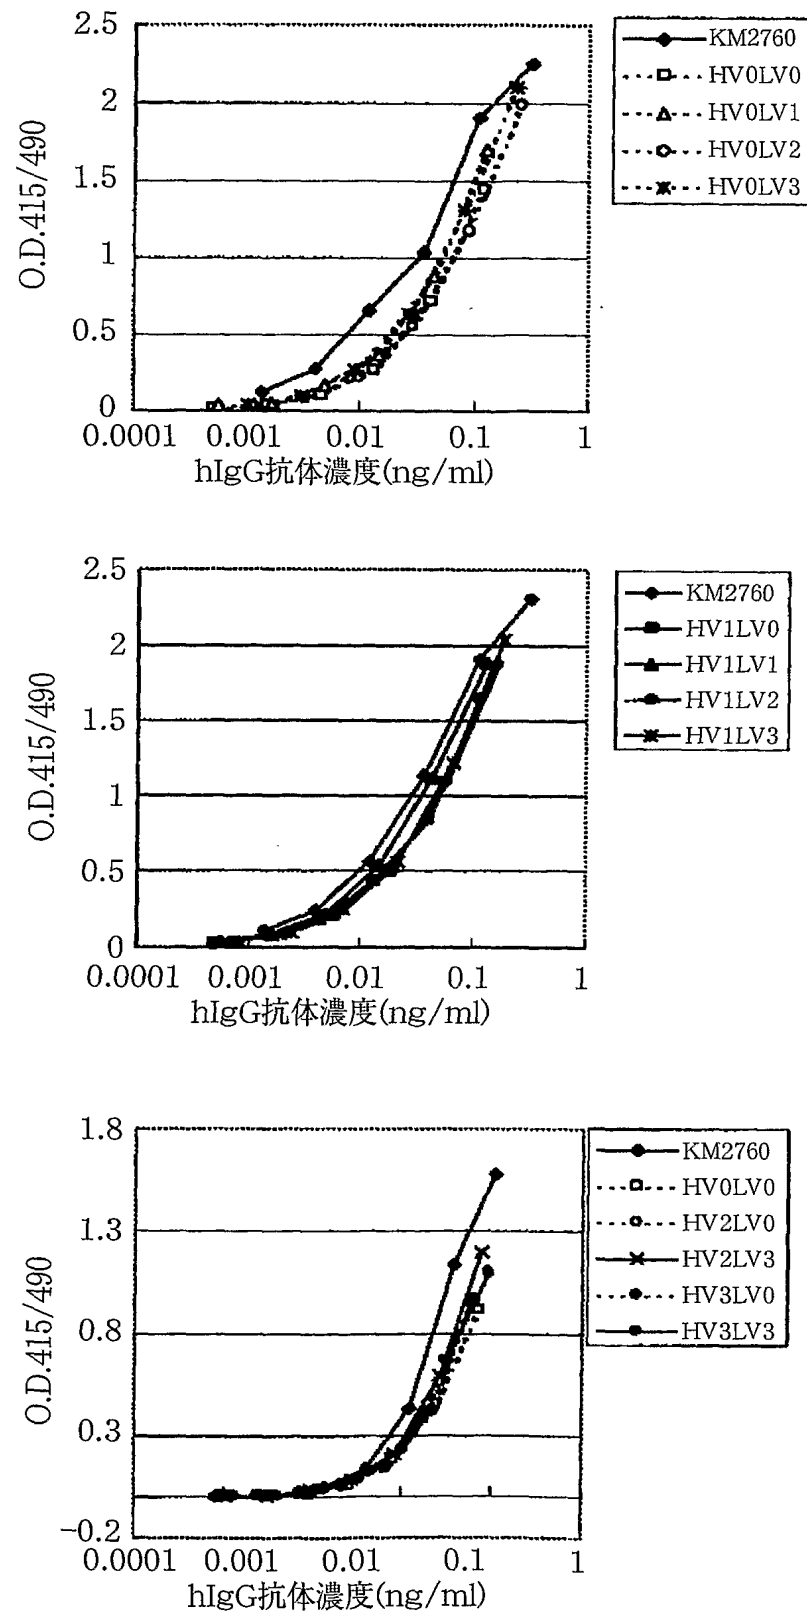 2.5
2
1.5
1
0.5
0
O.D.415/490
0.0001 0.001 0.01 0.1 1
hIgG抗体濃度(ng/ml)
KM2760
HV0LV0
HV0LV1
HV0LV2
HV0LV3
2.5
2
1.5
1
0.5
0
O.D.415/490
0.0001 0.001 0.01 0.1 1
hIgG抗体濃度(ng/ml)
KM2760
HV1LV0
HV1LV1
HV1LV2
HV1LV3
1.8
1.3
0.8
0.3
-0.2
O.D.415/490
0.0001 0.001 0.01 0.1 1
hIgG抗体濃度(ng/ml)
KM2760
HV0LV0
HV2LV0
HV2LV3
HV3LV0
HV3LV3